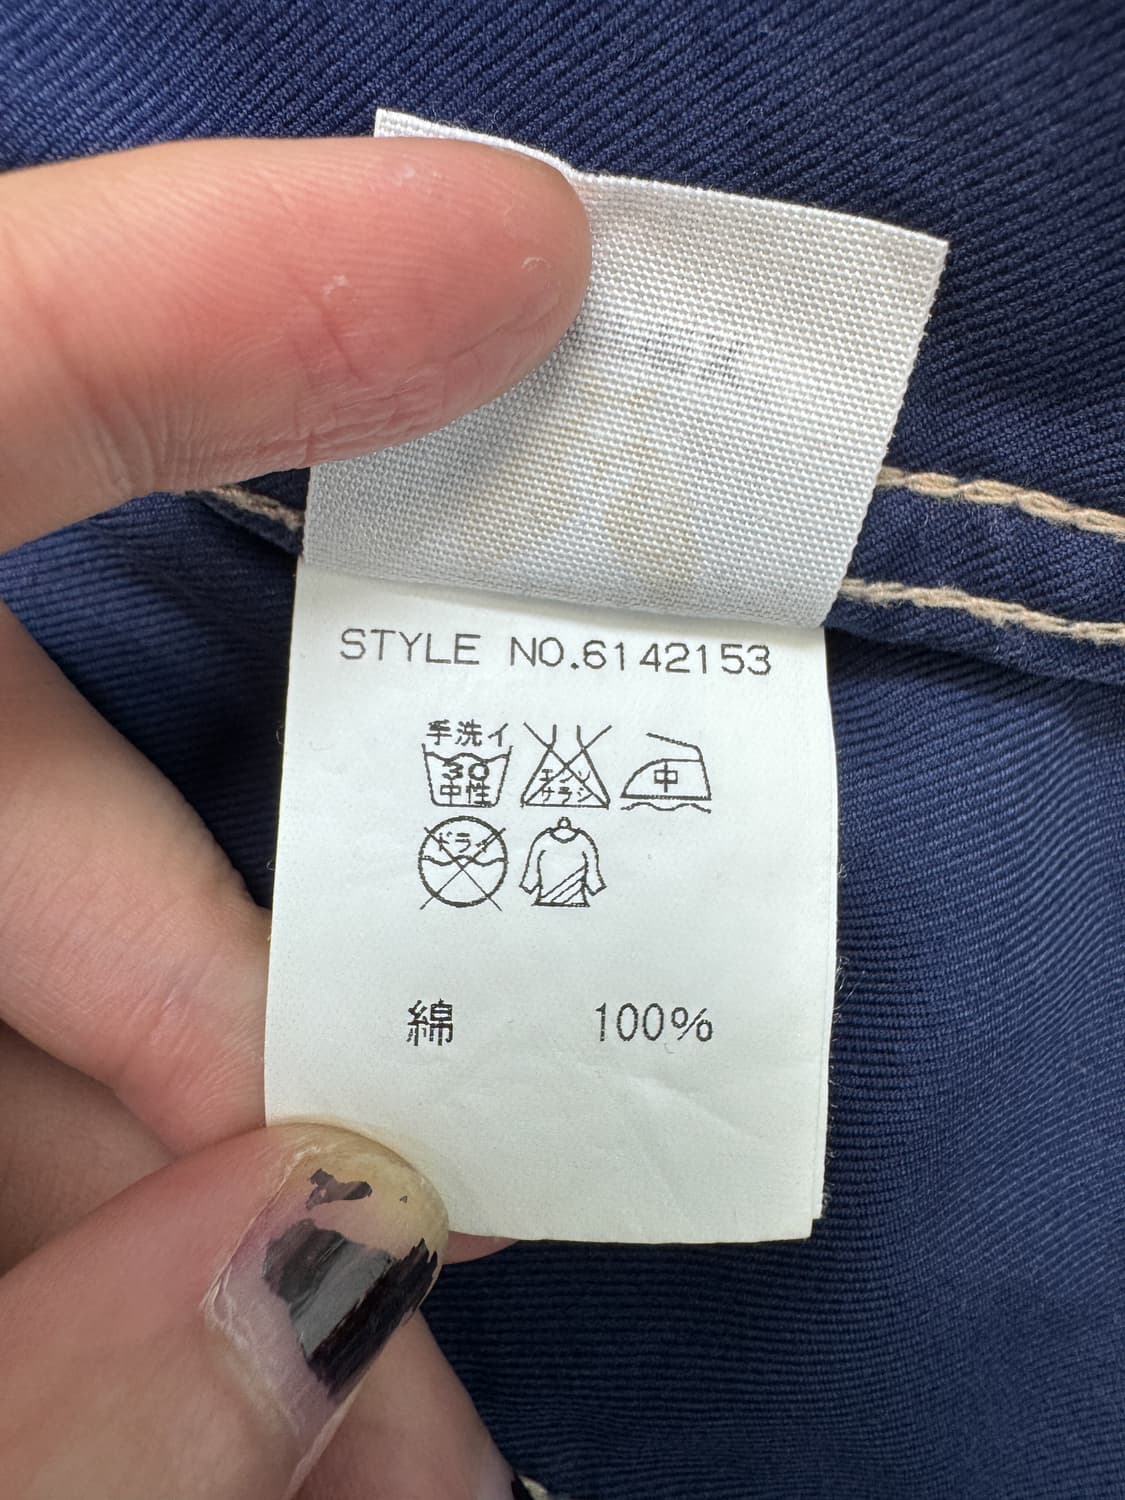 STYLE NO.6142153
手洗イ
30
中性
エンソ
サラシ
中
ドライ
綿 100%